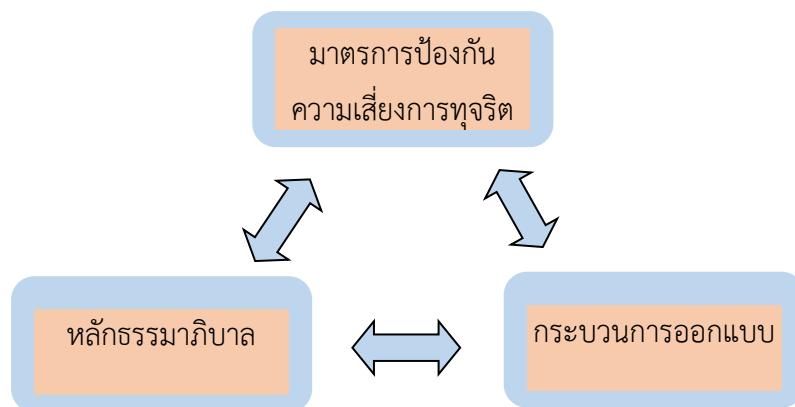 มาตรการป้องกัน
ความเสี่ยงการทุจริต
หลักธรรมาภิบาล
กระบวนการออกแบบ